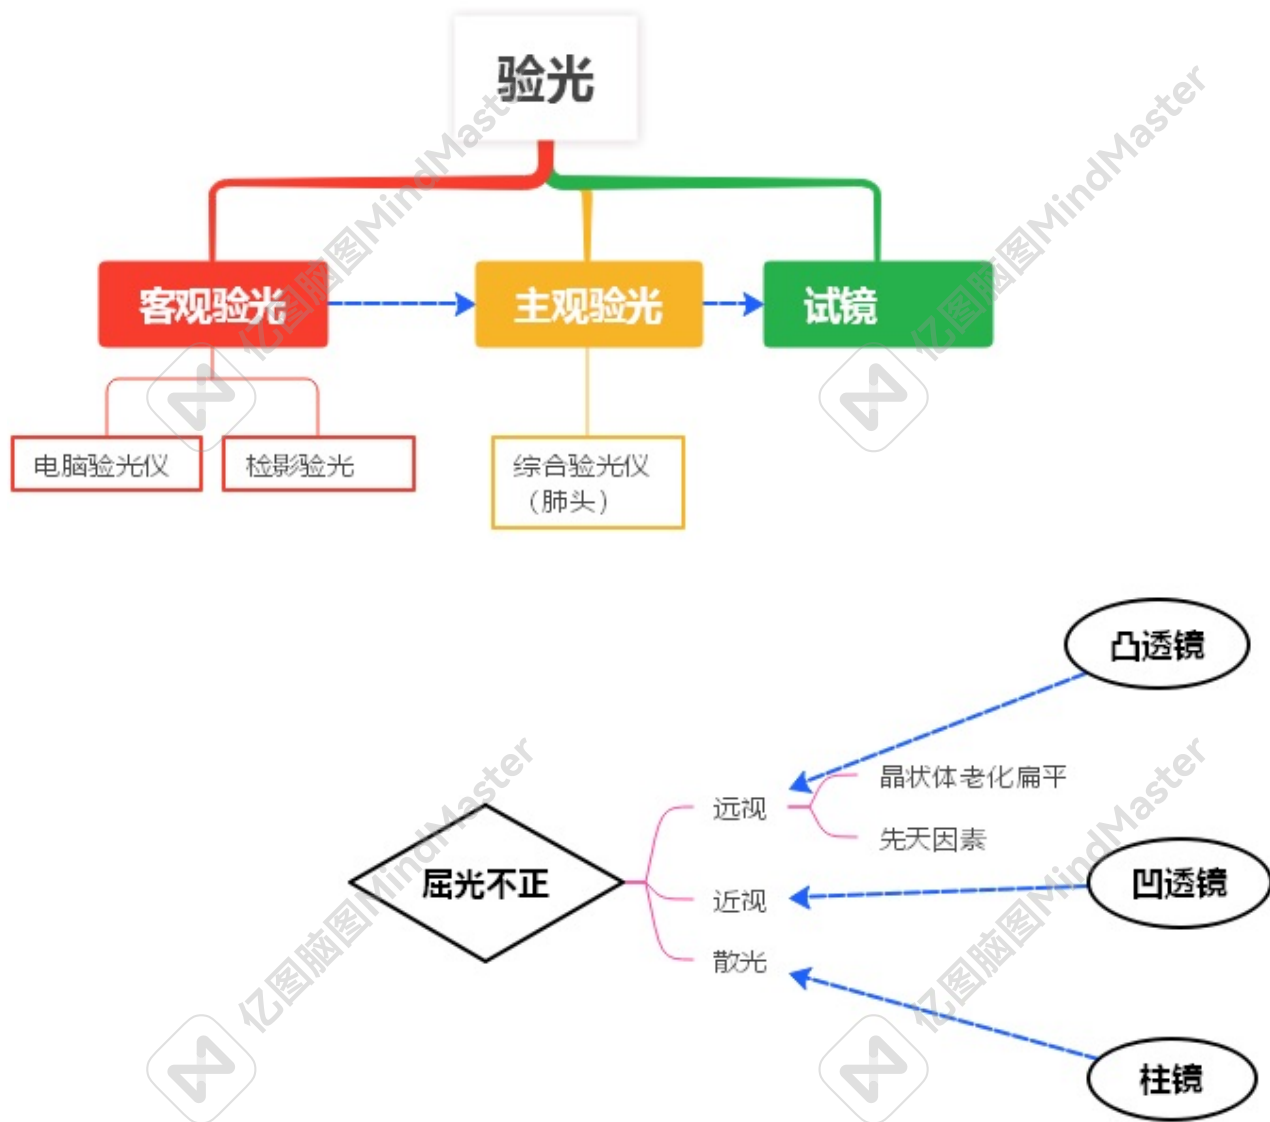 验光
客观验光
主观验光
试镜
电脑验光仪
检影验光
综合验光仪
（肺头）
凸透镜
晶状体老化扁平
远视
先天因素
屈光不正
近视
凹透镜
散光
柱镜
亿图脑图MindMaster
亿图脑图MindMaster
亿图脑图MindMaster
亿图脑图MindMaster